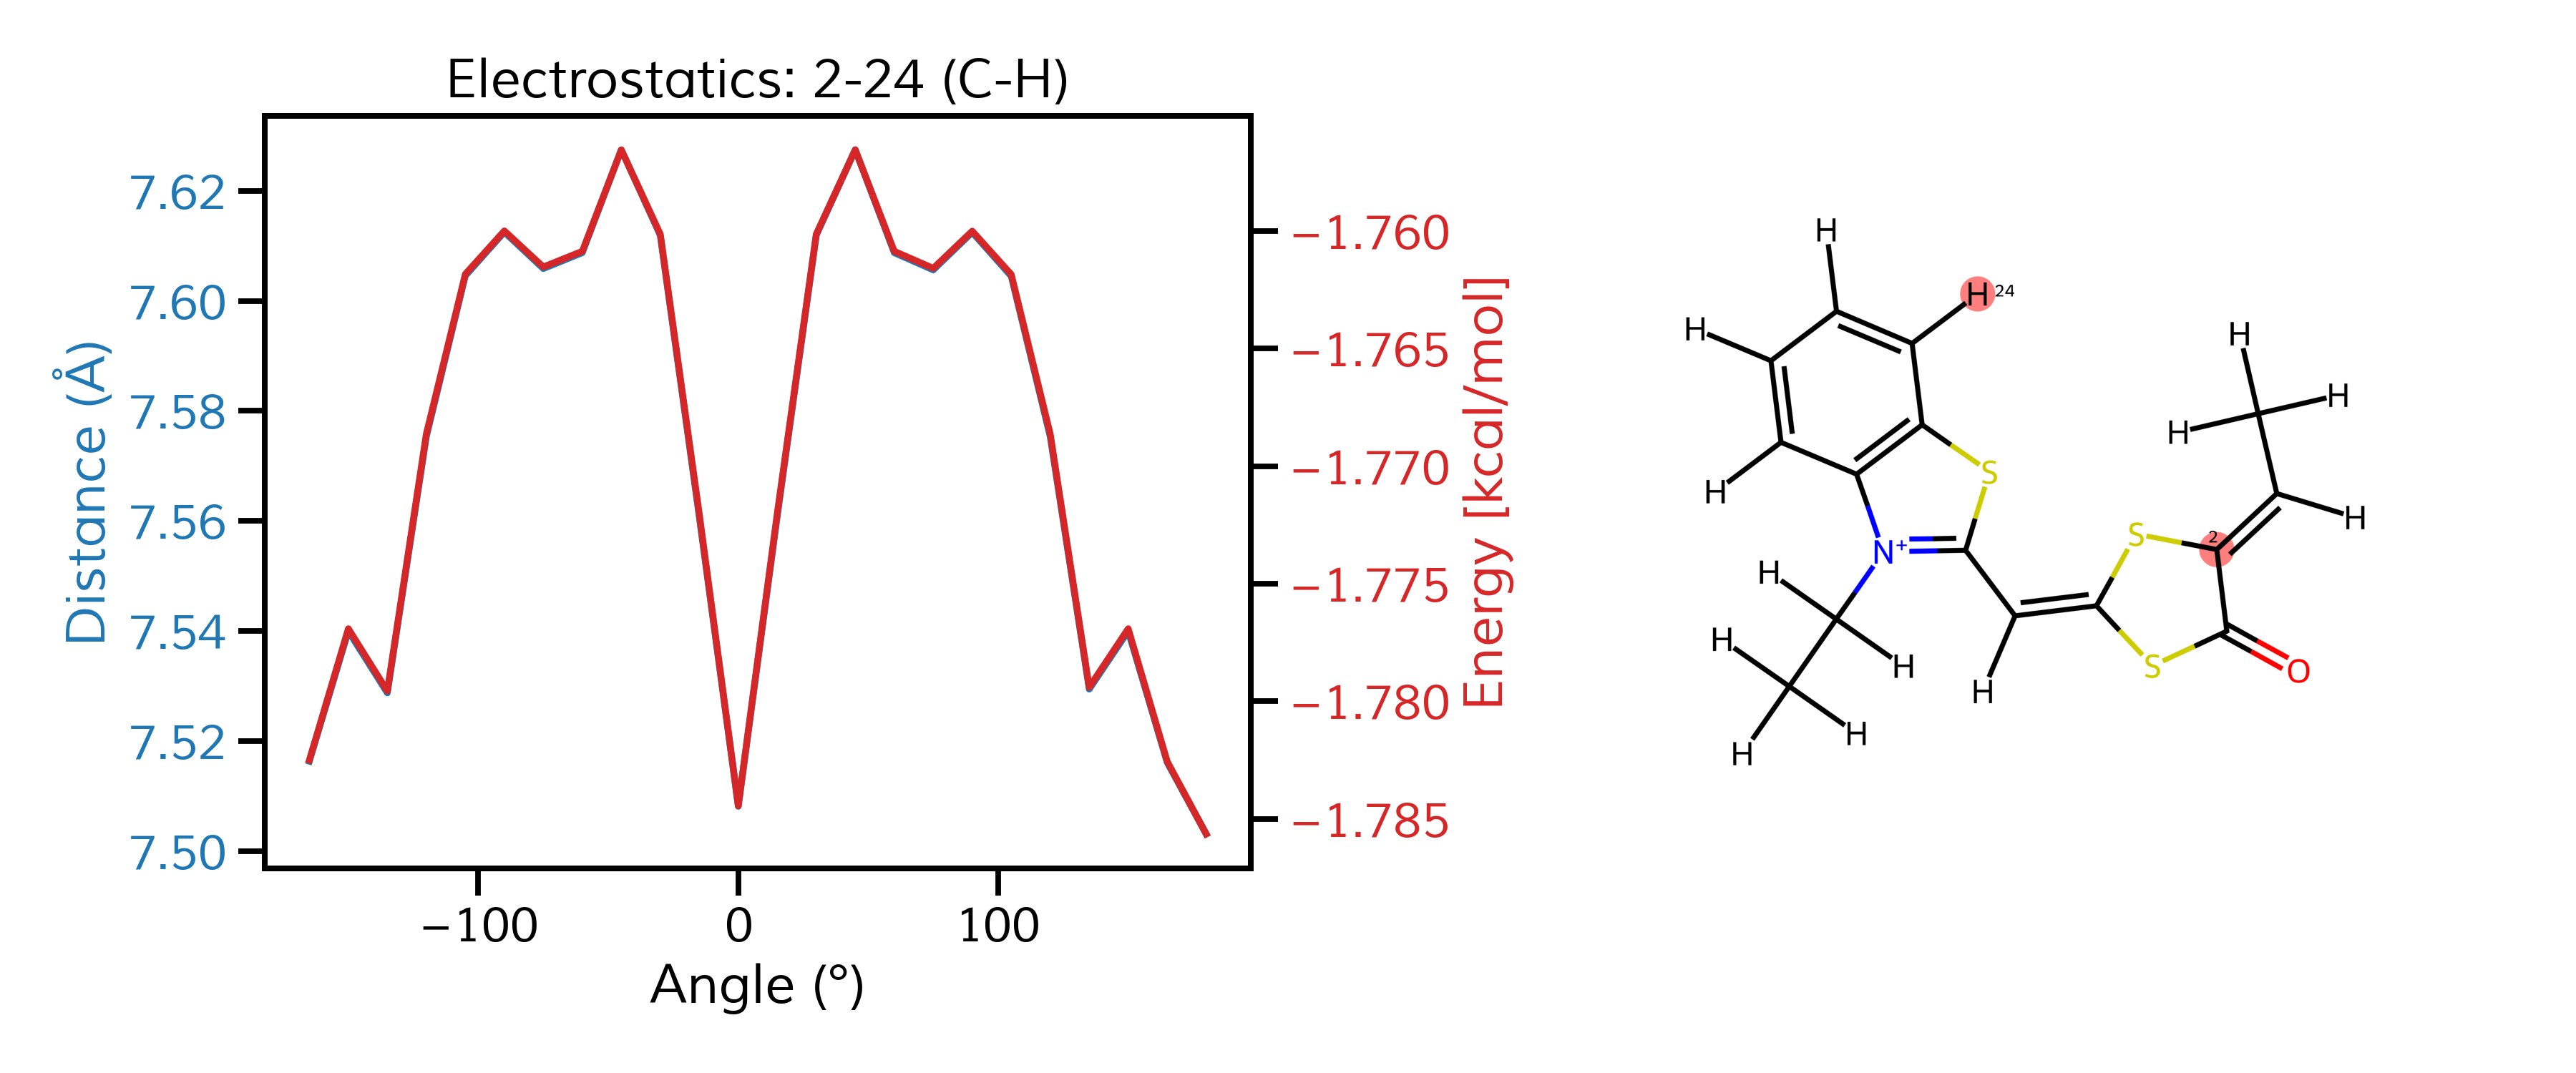 Electrostatics: 2-24 (C-H)
Distance (Å)
7.62
7.60
7.58
7.56
7.54
7.52
7.50
−100
0
100
Angle (°)
−1.760
−1.765
−1.770
−1.775
−1.780
−1.785
Energy [kcal/mol]
H
H 24
H
H
H
H
H
S
N+
S
2
H
H
H
H
H
S
O
H
H